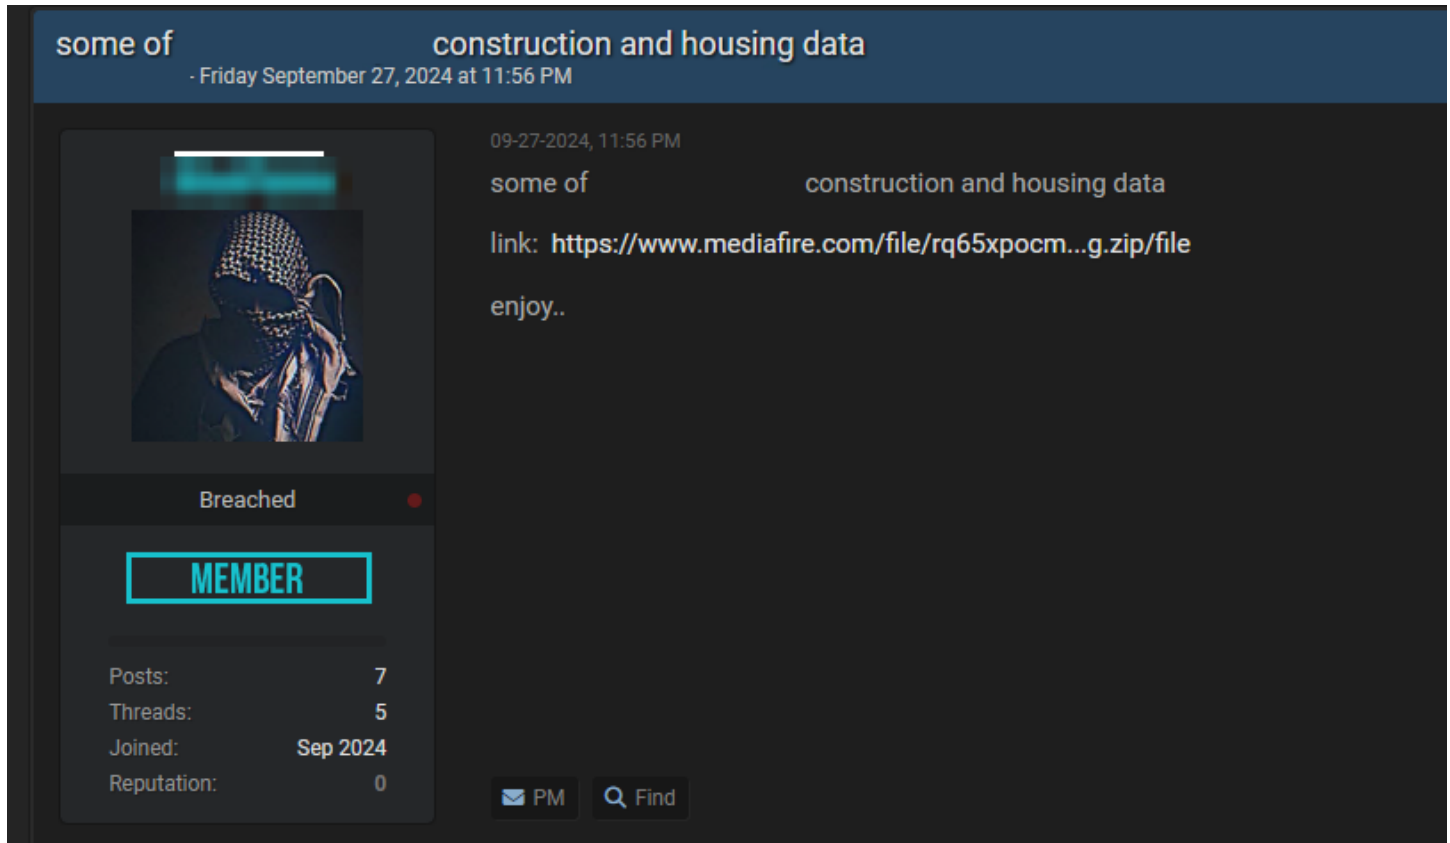 some of construction and housing data
- Friday September 27, 2024 at 11:56 PM
09-27-2024, 11:56 PM
some of construction and housing data
link: https://www.mediafire.com/file/rq65xpocm...g.zip/file
enjoy..
Breached
MEMBER
Posts: 7
Threads: 5
Joined: Sep 2024
Reputation: 0
PM Find